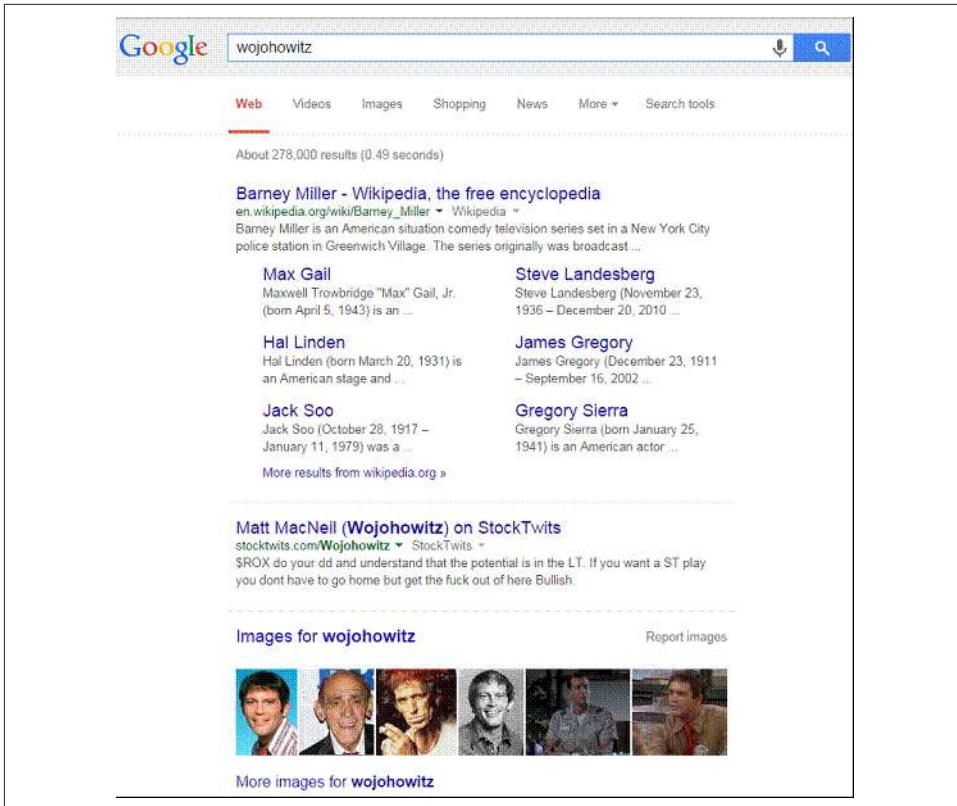 Google wojohowitz
Web Videos Images Shopping News More Search tools
About 278,000 results (0.49 seconds)
Barney Miller - Wikipedia, the free encyclopedia
en.wikipedia.org/wiki/Barney_Miller Wikipedia
Barney Miller is an American situation comedy television series set in a New York City
police station in Greenwich Village. The series originally was broadcast ...
Max Gail
Maxwell Trowbridge "Max" Gail, Jr.
(born April 5, 1943) is an ...
Steve Landesberg
Steve Landesberg (November 23,
1936 – December 20, 2010 ...
Hal Linden
Hal Linden (born March 20, 1931) is
an American stage and ...
James Gregory
James Gregory (December 23, 1911
– September 16, 2002 ...
Jack Soo
Jack Soo (October 28, 1917 –
January 11, 1979) was a ...
Gregory Sierra
Gregory Sierra (born January 25,
1941) is an American actor ...
More results from wikipedia.org »
Matt MacNeil (Wojohowitz) on StockTwits
stocktwits.com/Wojohowitz StockTwits
$ROX do your dd and understand that the potential is in the LT. If you want a ST play
you dont have to go home but get the fuck out of here Bullish.
Images for wojohowitz Report images
More images for wojohowitz